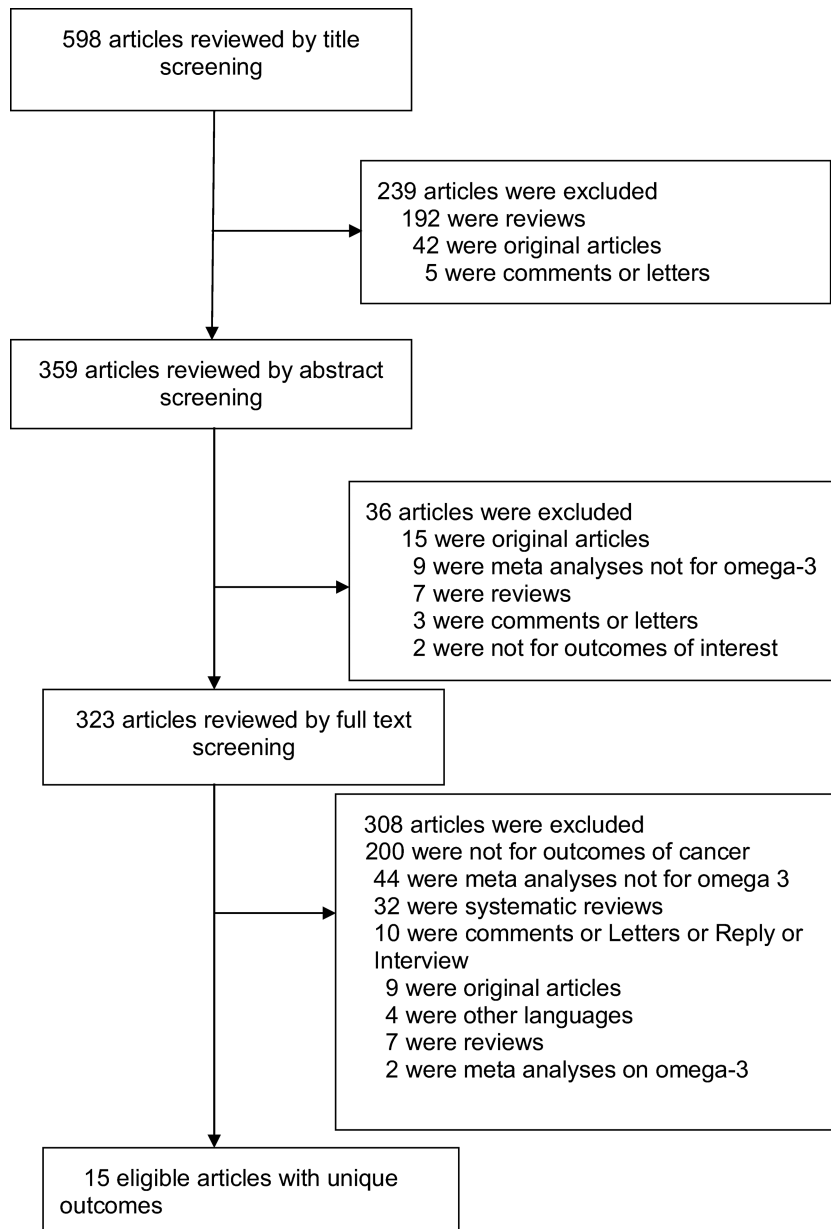 598 articles reviewed by title
screening
239 articles were excluded
192 were reviews
42 were original articles
5 were comments or letters
359 articles reviewed by abstract
screening
36 articles were excluded
15 were original articles
9 were meta analyses not for omega-3
7 were reviews
3 were comments or letters
2 were not for outcomes of interest
323 articles reviewed by full text
screening
308 articles were excluded
200 were not for outcomes of cancer
44 were meta analyses not for omega 3
32 were systematic reviews
10 were comments or Letters or Reply or
Interview
9 were original articles
4 were other languages
7 were reviews
2 were meta analyses on omega-3
15 eligible articles with unique
outcomes